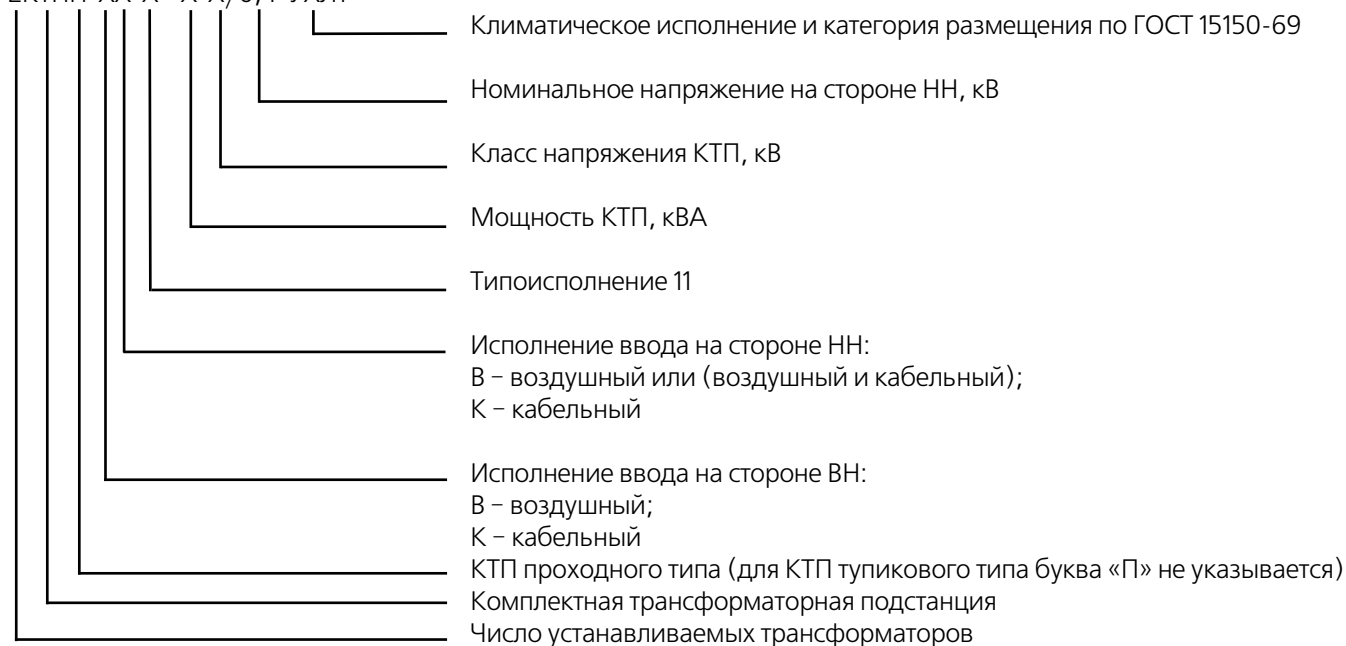 Климатическое исполнение и категория размещения по ГОСТ 15150-69
Номинальное напряжение на стороне НН, кВ
Класс напряжения КТП, кВ
Мощность КТП, кВА
Типоисполнение 11
Исполнение ввода на стороне НН:
В – воздушный или (воздушный и кабельный);
К – кабельный
Исполнение ввода на стороне ВН:
В – воздушный;
К – кабельный
КТП проходного типа (для КТП тупикового типа буква «П» не указывается)
Комплектная трансформаторная подстанция
Число устанавливаемых трансформаторов